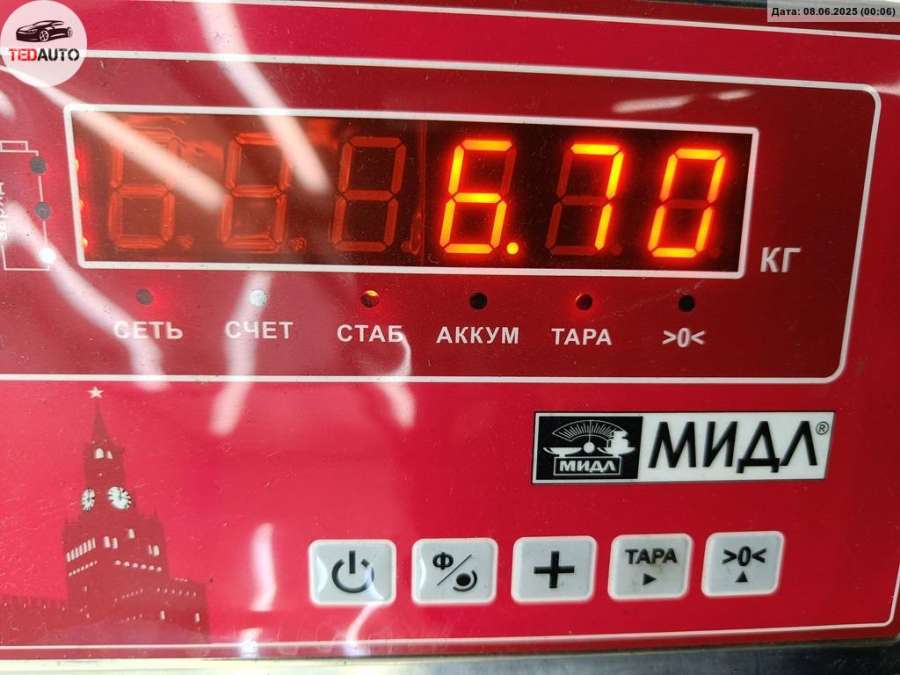 Дата: 08.06.2025 (00:06)
TEDAUTO
6.70
КГ
СЕТЬ СЧЕТ СТАБ АККУМ ТАРА >0<
МИДЛ МИДЛ®
Ф ТАРА >0<